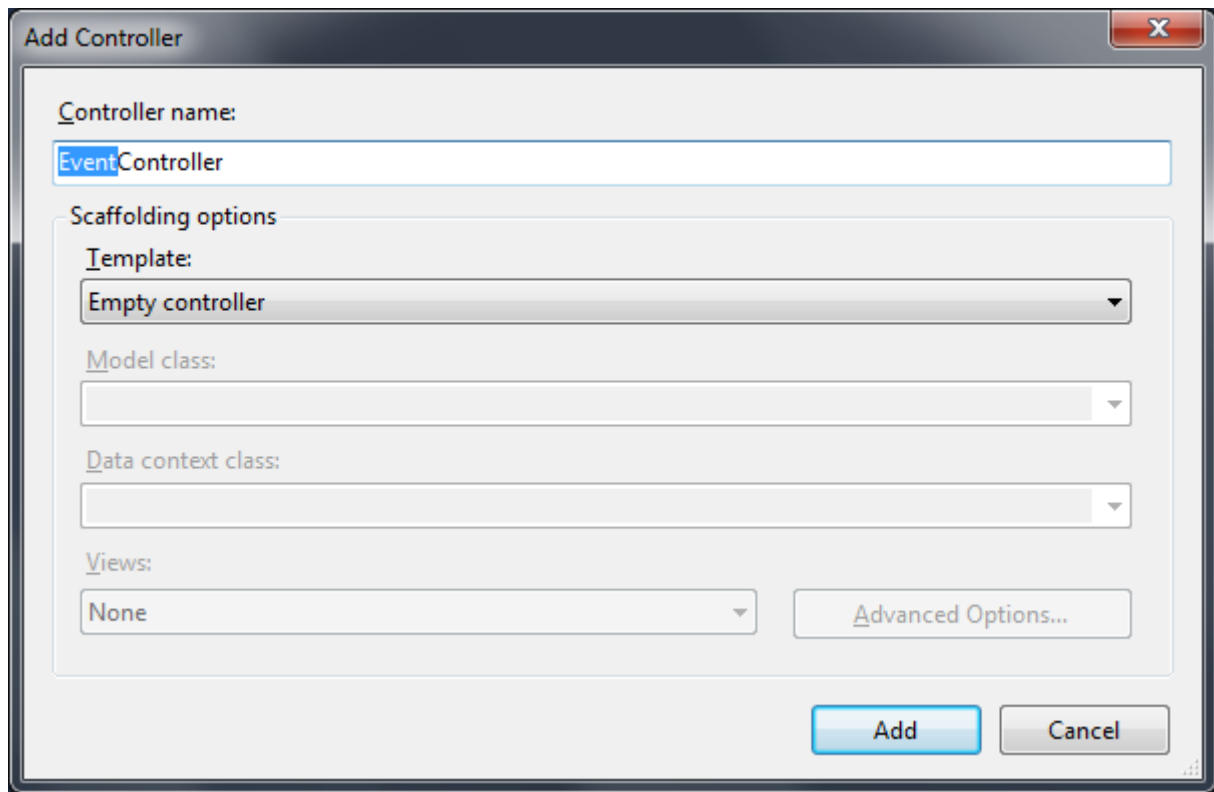 Add Controller
Controller name:
EventController
Scaffolding options
Template:
Empty controller
Model class:
Data context class:
Views:
None
Advanced Options...
Add
Cancel